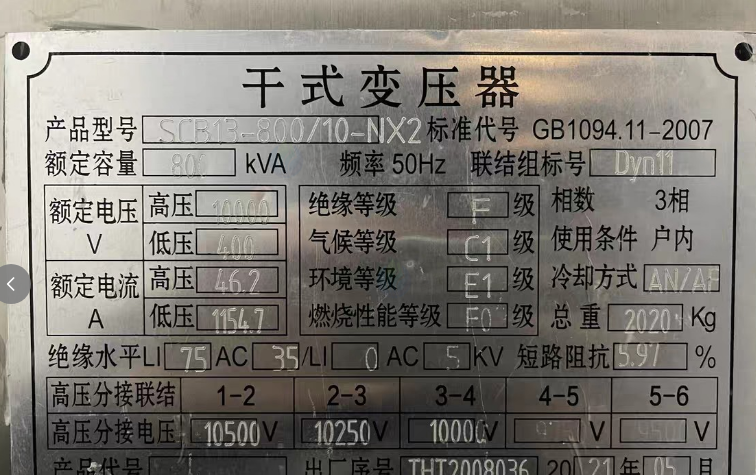 干式变压器
产品型号 SCB13-800/10-NX2 标准代号 GB1094.11-2007
额定容量 800 kVA 频率 50Hz 联结组标号 Dyn11
额定电压 V 高压 10000 绝缘等级 F 级 相数 3相
低压 400 气候等级 C1 级 使用条件 户内
额定电流 A 高压 46.2 环境等级 E1 级 冷却方式 AN/AF
低压 1154.7 燃烧性能等级 F0 级 总重 2020 Kg
绝缘水平LI 75 AC 35 /LI 0 AC 5 KV 短路阻抗 5.97 %
高压分接联结 1-2 2-3 3-4 4-5 5-6
高压分接电压 10500 V 10250 V 10000 V 9750 V 9500 V
产品代号 出厂序号 THT2008036 2021年05月